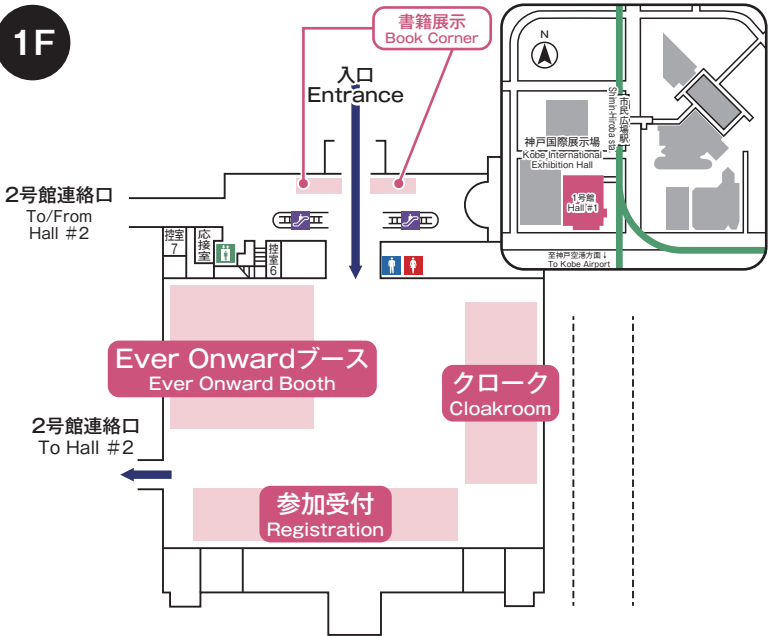 1F
書籍展示
Book Corner
入口
Entrance
N
市民広場駅
Shimin-Hiroba sta.
神戸国際展示場
Kobe International
Exhibition Hall
1号館
Hall #1
至神戸空港方面↓
To Kobe Airport
2号館連絡口
To/From
Hall #2
控室
7
応接室
控室
6
Ever Onwardブース
Ever Onward Booth
クローク
Cloakroom
2号館連絡口
To Hall #2
参加受付
Registration